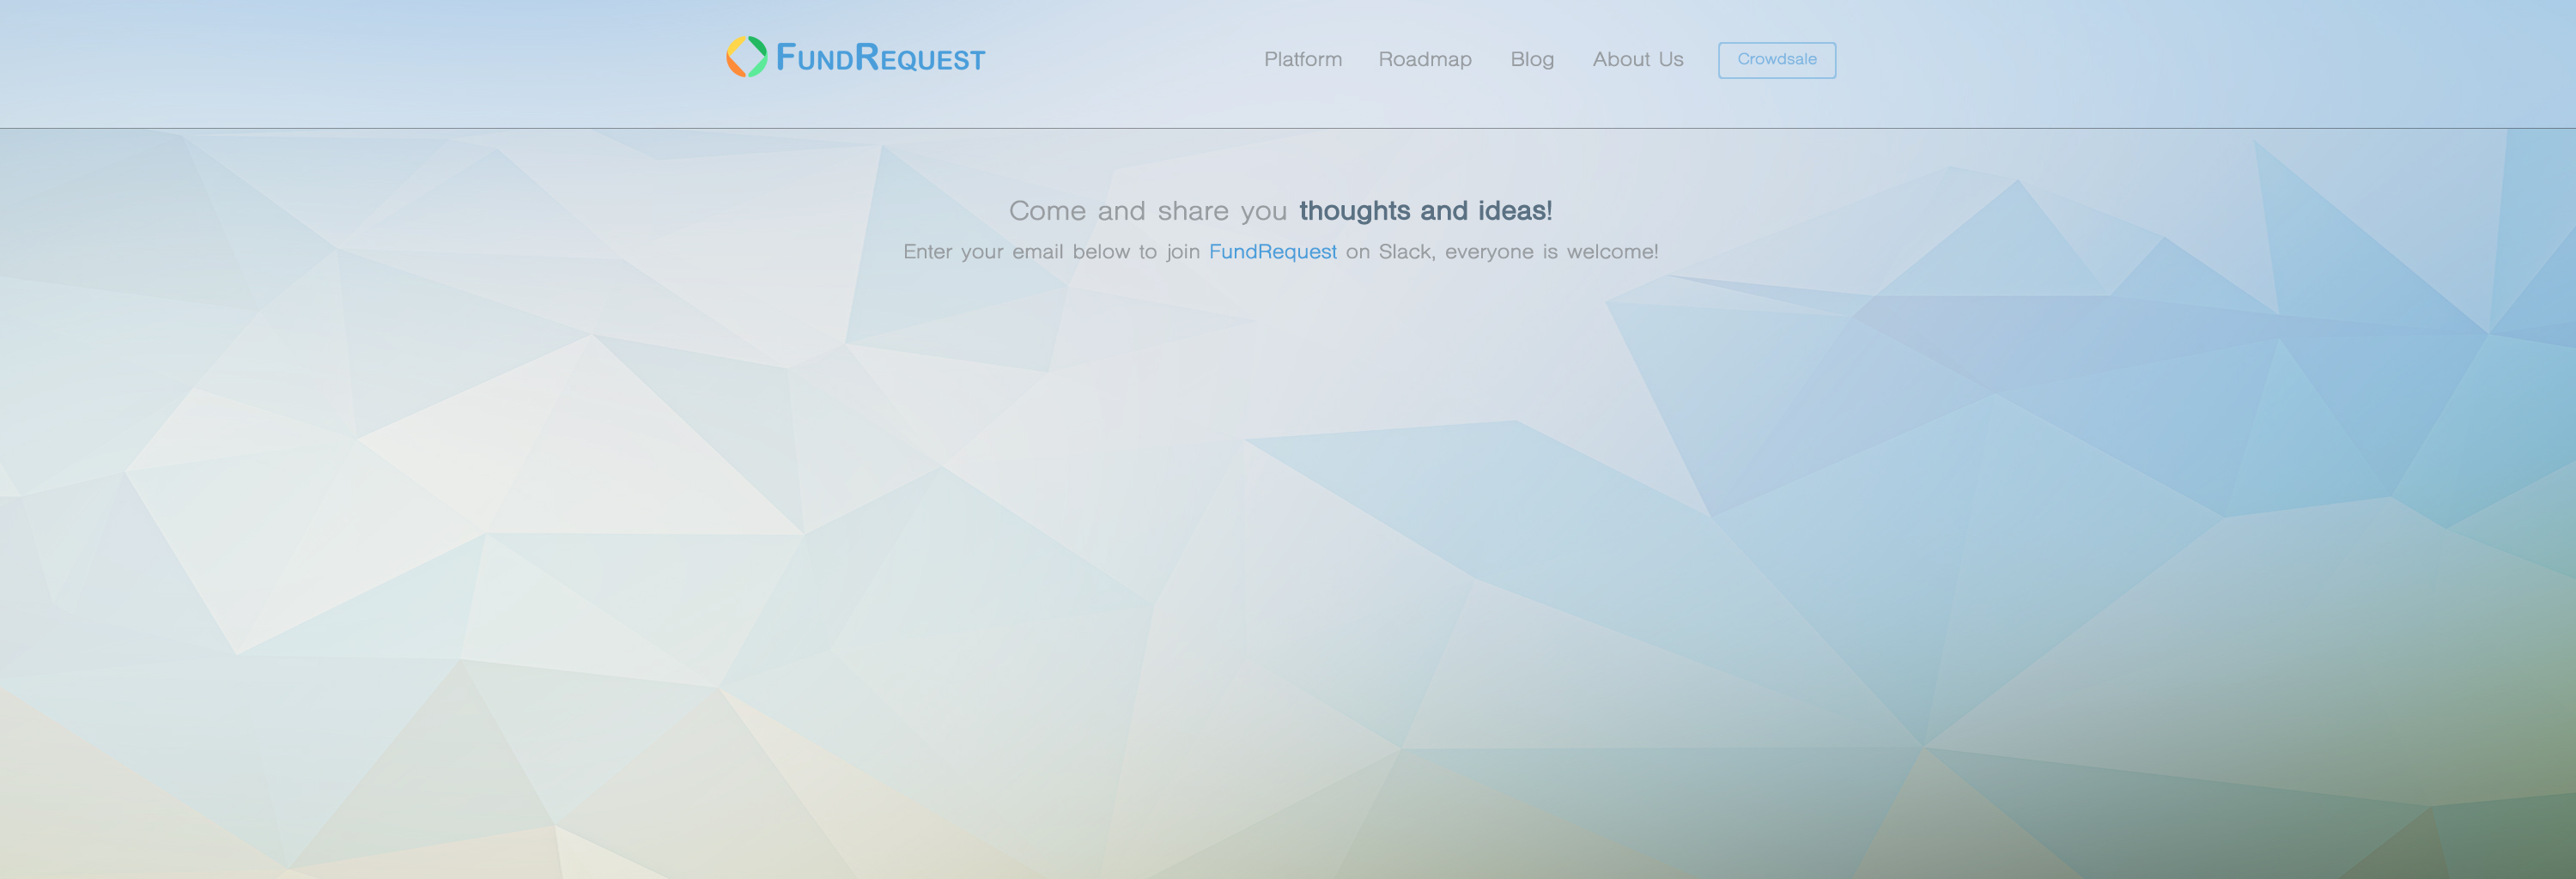 FUNDREQUEST
Platform Roadmap Blog About Us Crowdsale
Come and share you thoughts and ideas!
Enter your email below to join FundRequest on Slack, everyone is welcome!